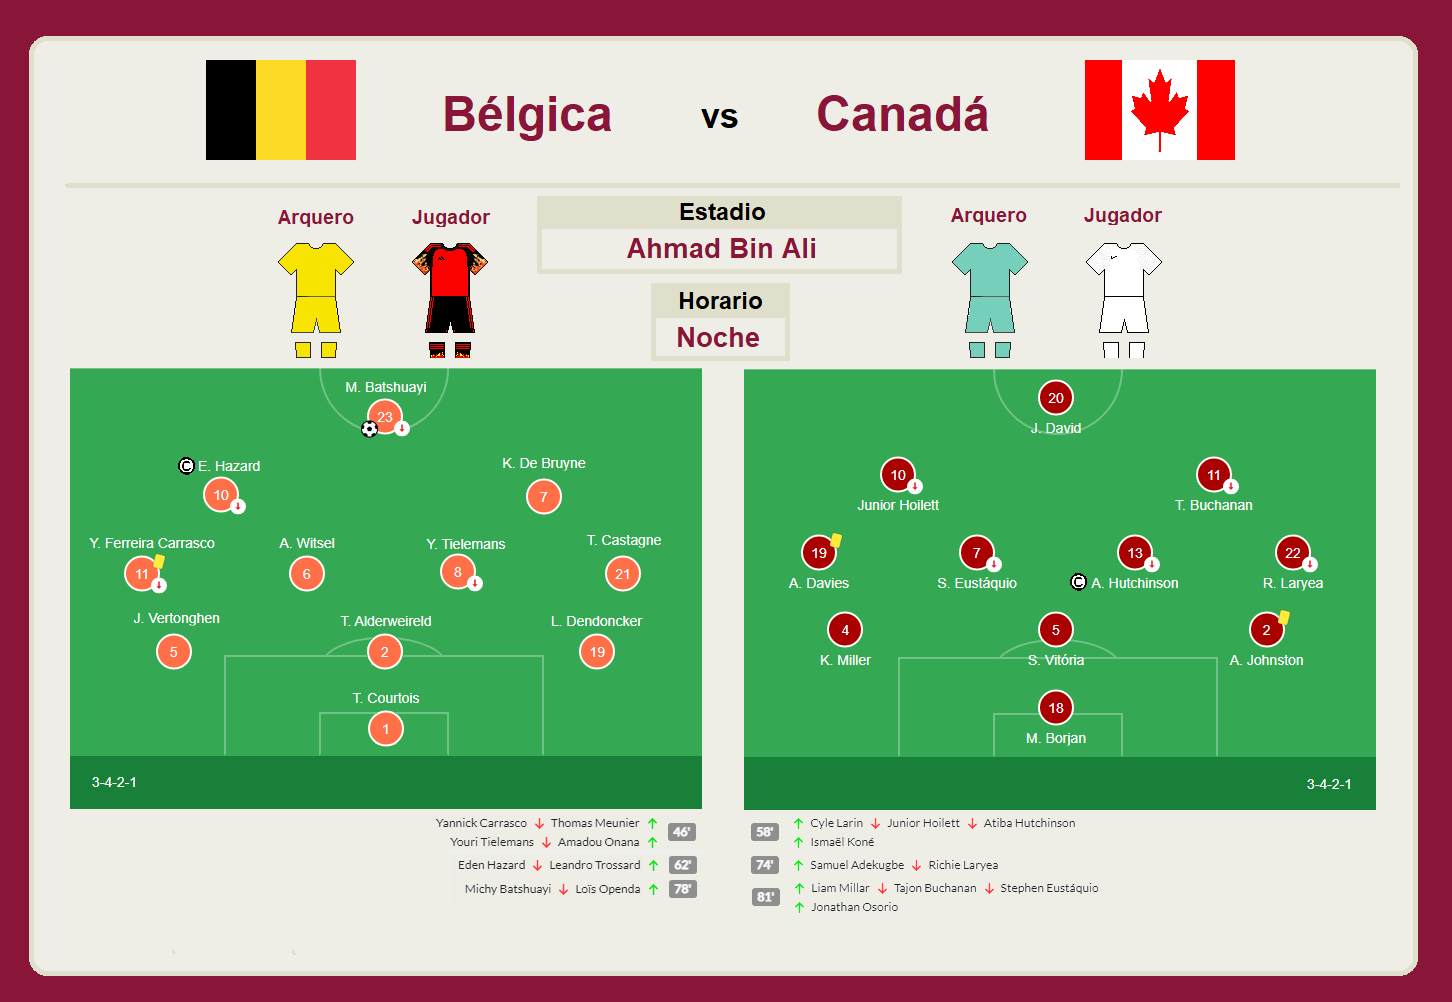 Bélgica vs Canadá
Arquero Jugador
Estadio
Ahmad Bin Ali
Horario
Noche
Arquero Jugador
M. Batshuayi
23
© E. Hazard
10
K. De Bruyne
7
Y. Ferreira Carrasco
11
A. Witsel
6
Y. Tielemans
8
T. Castagne
21
J. Vertonghen
5
T. Alderweireld
2
L. Dendoncker
19
T. Courtois
1
3-4-2-1
20
J. David
10
Junior Hoilett
11
T. Buchanan
19
A. Davies
7
S. Eustáquio
13
© A. Hutchinson
22
R. Laryea
4
K. Miller
5
S. Vitória
2
A. Johnston
18
M. Borjan
3-4-2-1
Yannick Carrasco ↓ Thomas Meunier ↑ 46'
Youri Tielemans ↓ Amadou Onana ↑
Eden Hazard ↓ Leandro Trossard ↑ 62'
Michy Batshuayi ↓ Loïs Openda ↑ 78'
58' ↑ Cyle Larin ↓ Junior Hoilett ↓ Atiba Hutchinson
↑ Ismaël Koné
74' ↑ Samuel Adekugbe ↓ Richie Laryea
81' ↑ Liam Millar ↓ Tajon Buchanan ↓ Stephen Eustáquio
↑ Jonathan Osorio